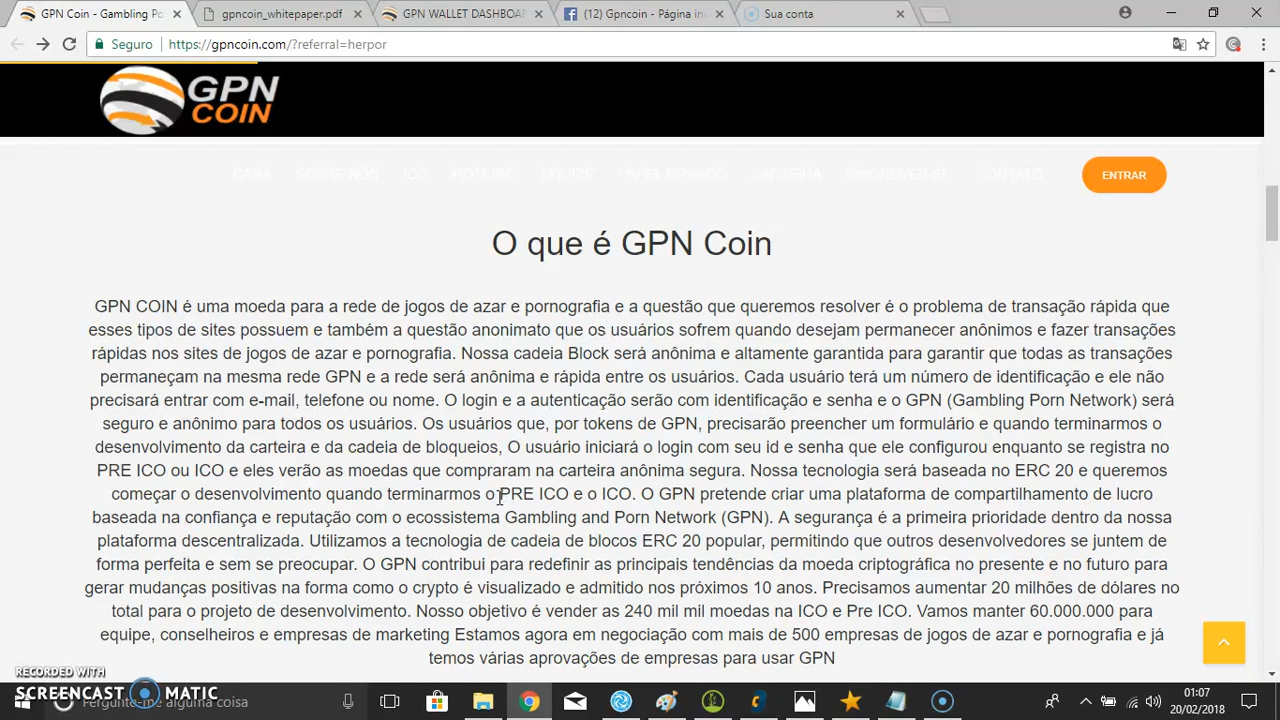 GPN Coin - Gambling Po
gpncoin_whitepaper.pdf
GPN WALLET DASHBOA
(12) Gpncoin - Página in
Sua conta
Seguro
https://gpncoin.com/?referral=herpor
GPN
COIN
CASA SOBRE NÓS ICO ROTEIRO EQUIPE PAPEL BRANCO CARTEIRA INSCREVER-SE CONTATO
ENTRAR
O que é GPN Coin
GPN COIN é uma moeda para a rede de jogos de azar e pornografia e a questão que queremos resolver é o problema de transação rápida que
esses tipos de sites possuem e também a questão anonimato que os usuários sofrem quando desejam permanecer anônimos e fazer transações
rápidas nos sites de jogos de azar e pornografia. Nossa cadeia Block será anônima e altamente garantida para garantir que todas as transações
permaneçam na mesma rede GPN e a rede será anônima e rápida entre os usuários. Cada usuário terá um número de identificação e ele não
precisará entrar com e-mail, telefone ou nome. O login e a autenticação serão com identificação e senha e o GPN (Gambling Porn Network) será
seguro e anônimo para todos os usuários. Os usuários que, por tokens de GPN, precisarão preencher um formulário e quando terminarmos o
desenvolvimento da carteira e da cadeia de bloqueios, O usuário iniciará o login com seu id e senha que ele configurou enquanto se registra no
PRE ICO ou ICO e eles verão as moedas que compraram na carteira anônima segura. Nossa tecnologia será baseada no ERC 20 e queremos
começar o desenvolvimento quando terminarmos o PRE ICO e o ICO. O GPN pretende criar uma plataforma de compartilhamento de lucro
baseada na confiança e reputação com o ecossistema Gambling and Porn Network (GPN). A segurança é a primeira prioridade dentro da nossa
plataforma descentralizada. Utilizamos a tecnologia de cadeia de blocos ERC 20 popular, permitindo que outros desenvolvedores se juntem de
forma perfeita e sem se preocupar. O GPN contribui para redefinir as principais tendências da moeda criptográfica no presente e no futuro para
gerar mudanças positivas na forma como o crypto é visualizado e admitido nos próximos 10 anos. Precisamos aumentar 20 milhões de dólares no
total para o projeto de desenvolvimento. Nosso objetivo é vender as 240 mil mil moedas na ICO e Pre ICO. Vamos manter 60.000.000 para
equipe, conselheiros e empresas de marketing Estamos agora em negociação com mais de 500 empresas de jogos de azar e pornografia e já
temos várias aprovações de empresas para usar GPN
RECORDED WITH
SCREENCAST MATIC
Pergunte-me alguma coisa
01:07
20/02/2018